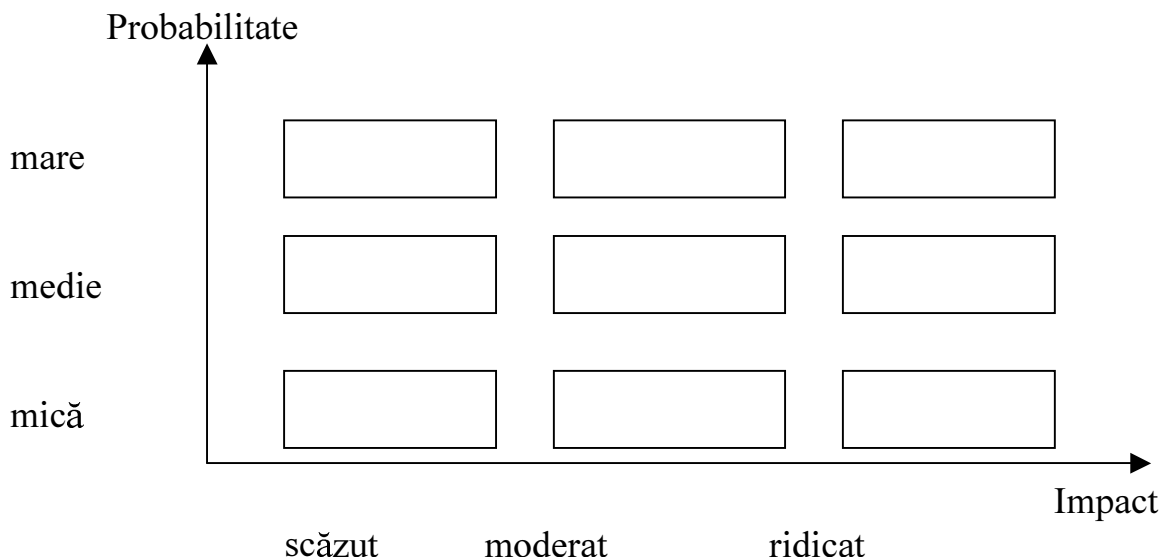 Probabilitate
mare
medie
mică
Impact
scăzut moderat ridicat